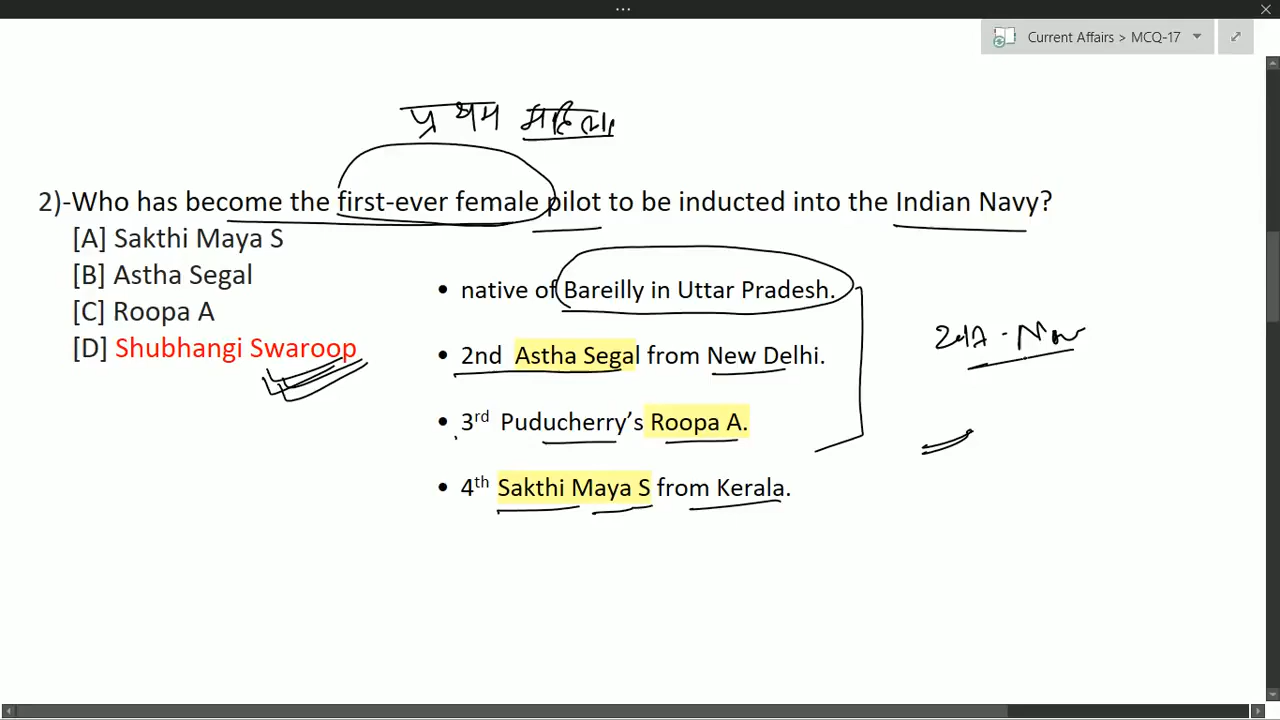 Current Affairs > MCQ-17
प्रथम महिला
2)-Who has become the first-ever female pilot to be inducted into the Indian Navy?
[A] Sakthi Maya S
[B] Astha Segal
[C] Roopa A
[D] Shubhangi Swaroop
• native of Bareilly in Uttar Pradesh.
• 2nd Astha Segal from New Delhi.
• 3rd Puducherry’s Roopa A.
• 4th Sakthi Maya S from Kerala.
2017 - Nov